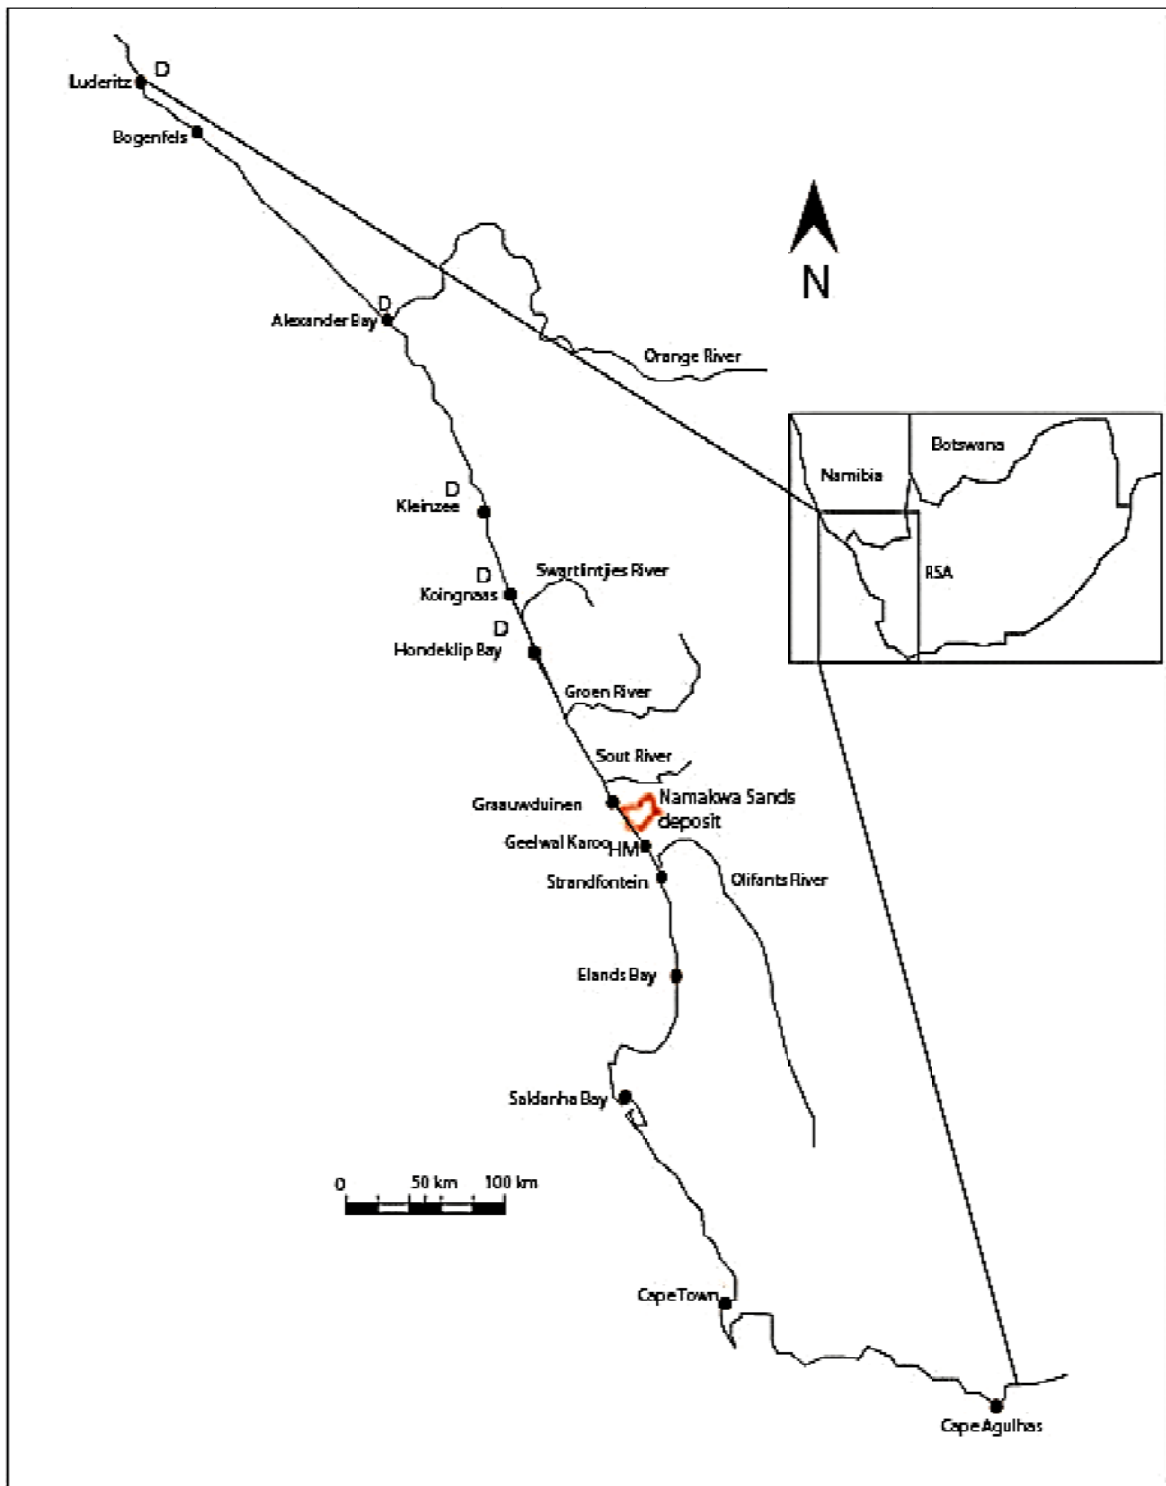 D
Luderitz
Bogenfels
N
D
Alexander Bay
Orange River
Botswana
Namibia
D
Kleinzee
RSA
D
Swartlintjies River
Koingnaas
D
Hondeklip Bay
Groen River
Sout River
Graauwduinen
Namakwa Sands
deposit
Geelwal Karoo
HM
Strandfontein
Olifants River
Elands Bay
Saldanha Bay
0 50 km 100 km
Cape Town
Cape Agulhas